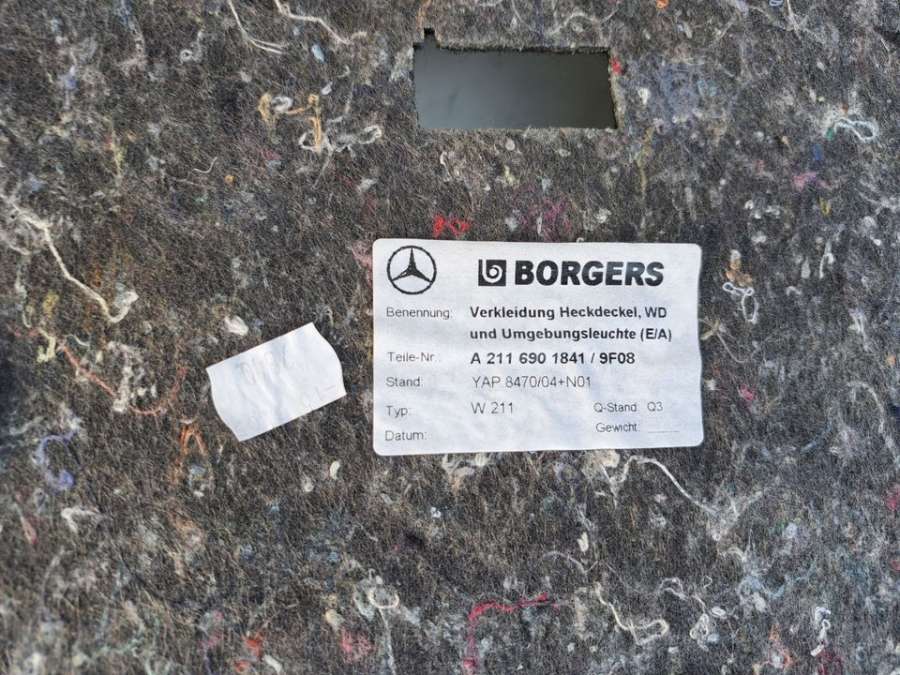 BORGERS
Benennung: Verkleidung Heckdeckel, WD
und Umgebungsleuchte (E/A)
Teile-Nr.: A 211 690 1841 / 9F08
Stand: YAP 8470/04+N01
Typ: W 211 Q-Stand: Q3
Datum: Gewicht: